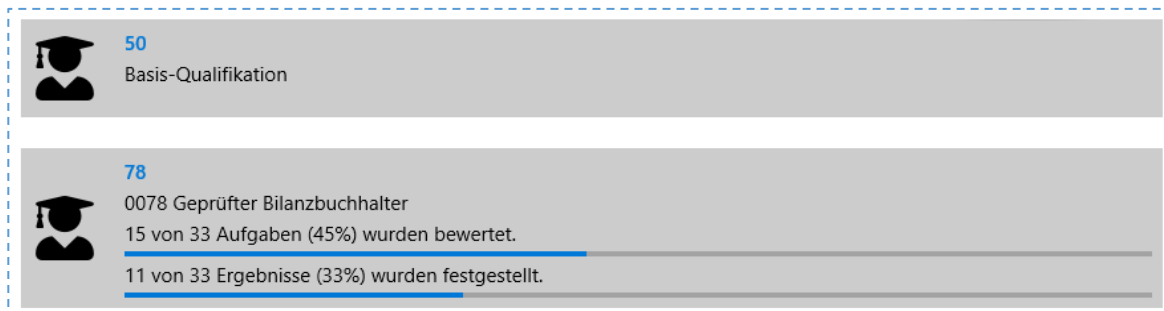 50
Basis-Qualifikation
78
0078 Geprüfter Bilanzbuchhalter
15 von 33 Aufgaben (45%) wurden bewertet.
11 von 33 Ergebnisse (33%) wurden festgestellt.